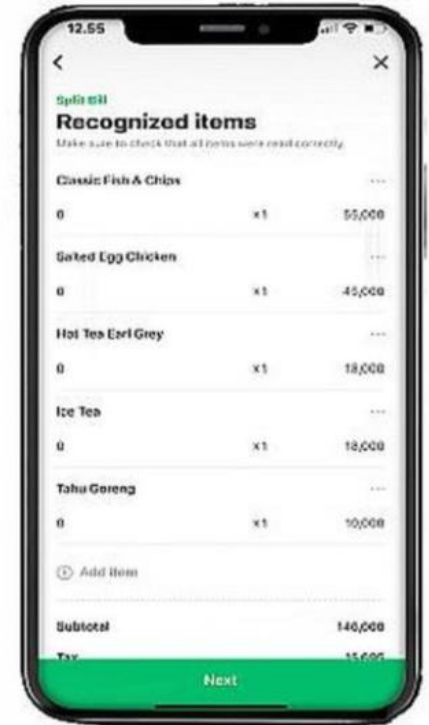 12.55
Split Bill
Recognized items
Make sure to check that all items were read correctly.
Classic Fish & Chips
0 x1 55,000
Salted Egg Chicken
0 x1 45,000
Hot Tea Earl Grey
0 x1 18,000
Ice Tea
0 x1 18,000
Tahu Goreng
0 x1 10,000
Add item
Subtotal 146,000
Tax
Next